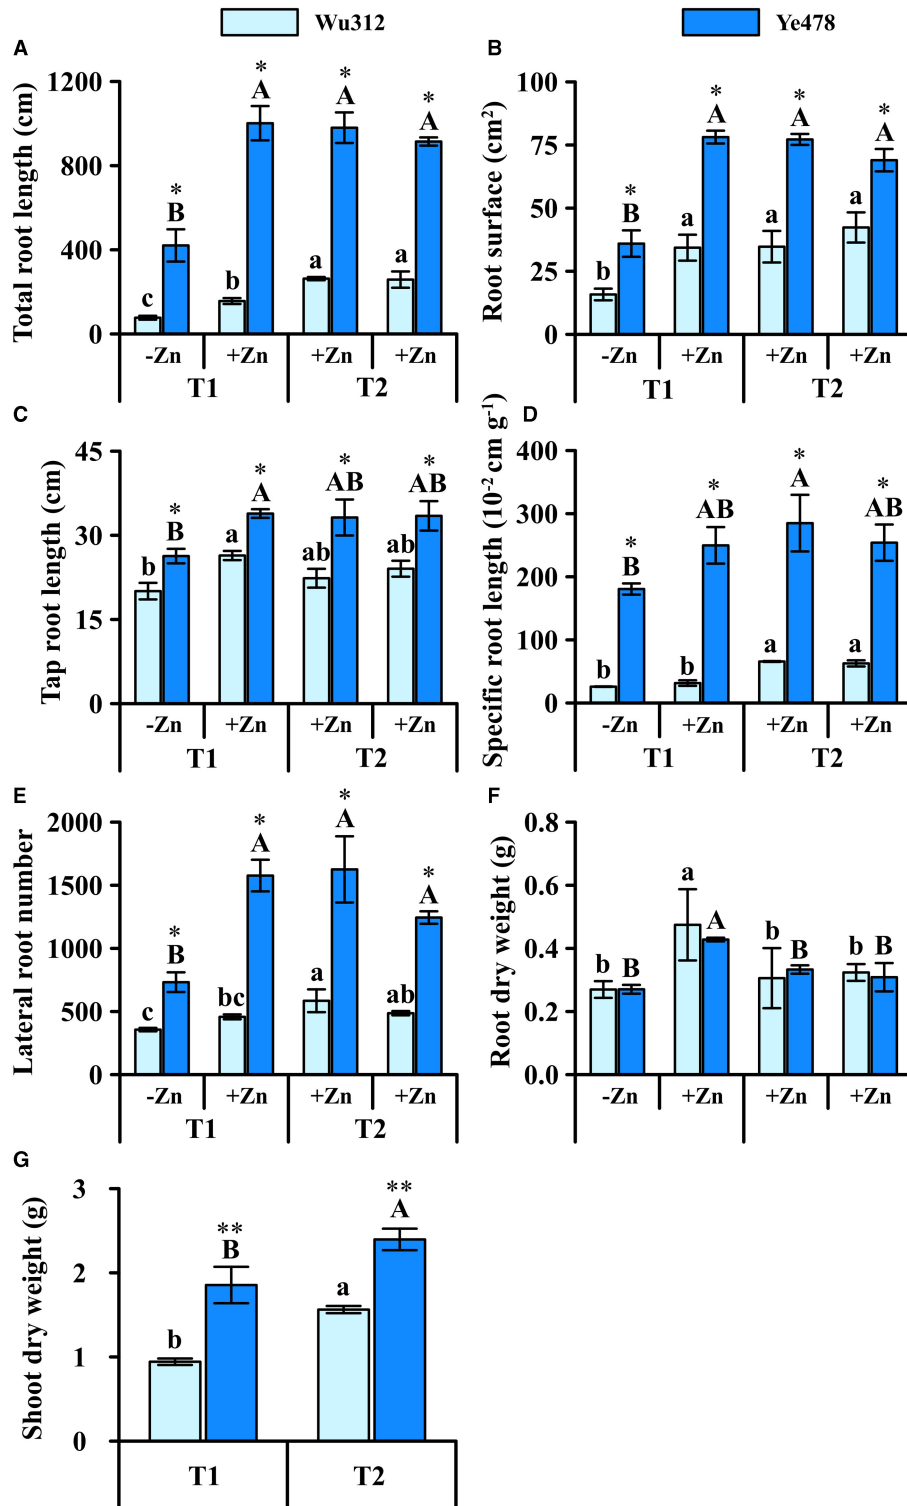 Wu312 Ye478
A
Total root length (cm)
1200
800
400
0
c
B
*
b
A
*
a
A
*
a
A
*
-Zn +Zn +Zn +Zn
T1 T2
B
Root surface (cm²)
100
75
50
25
0
b
B
*
a
A
*
a
A
*
a
A
*
-Zn +Zn +Zn +Zn
T1 T2
C
Tap root length (cm)
45
30
15
0
b
B
*
a
A
*
ab
AB
*
ab
AB
*
-Zn +Zn +Zn +Zn
T1 T2
D
Specific root length (10⁻² cm g⁻¹)
400
300
200
100
0
b
B
*
b
AB
*
a
A
*
a
AB
*
-Zn +Zn +Zn +Zn
T1 T2
E
Lateral root number
2000
1500
1000
500
0
c
B
*
bc
A
*
a
A
*
ab
A
*
-Zn +Zn +Zn +Zn
T1 T2
F
Root dry weight (g)
0.8
0.6
0.4
0.2
0.0
b B
a A
b B
b B
-Zn +Zn +Zn +Zn
G
Shoot dry weight (g)
3
2
1
0
b
B
**
a
A
**
T1 T2